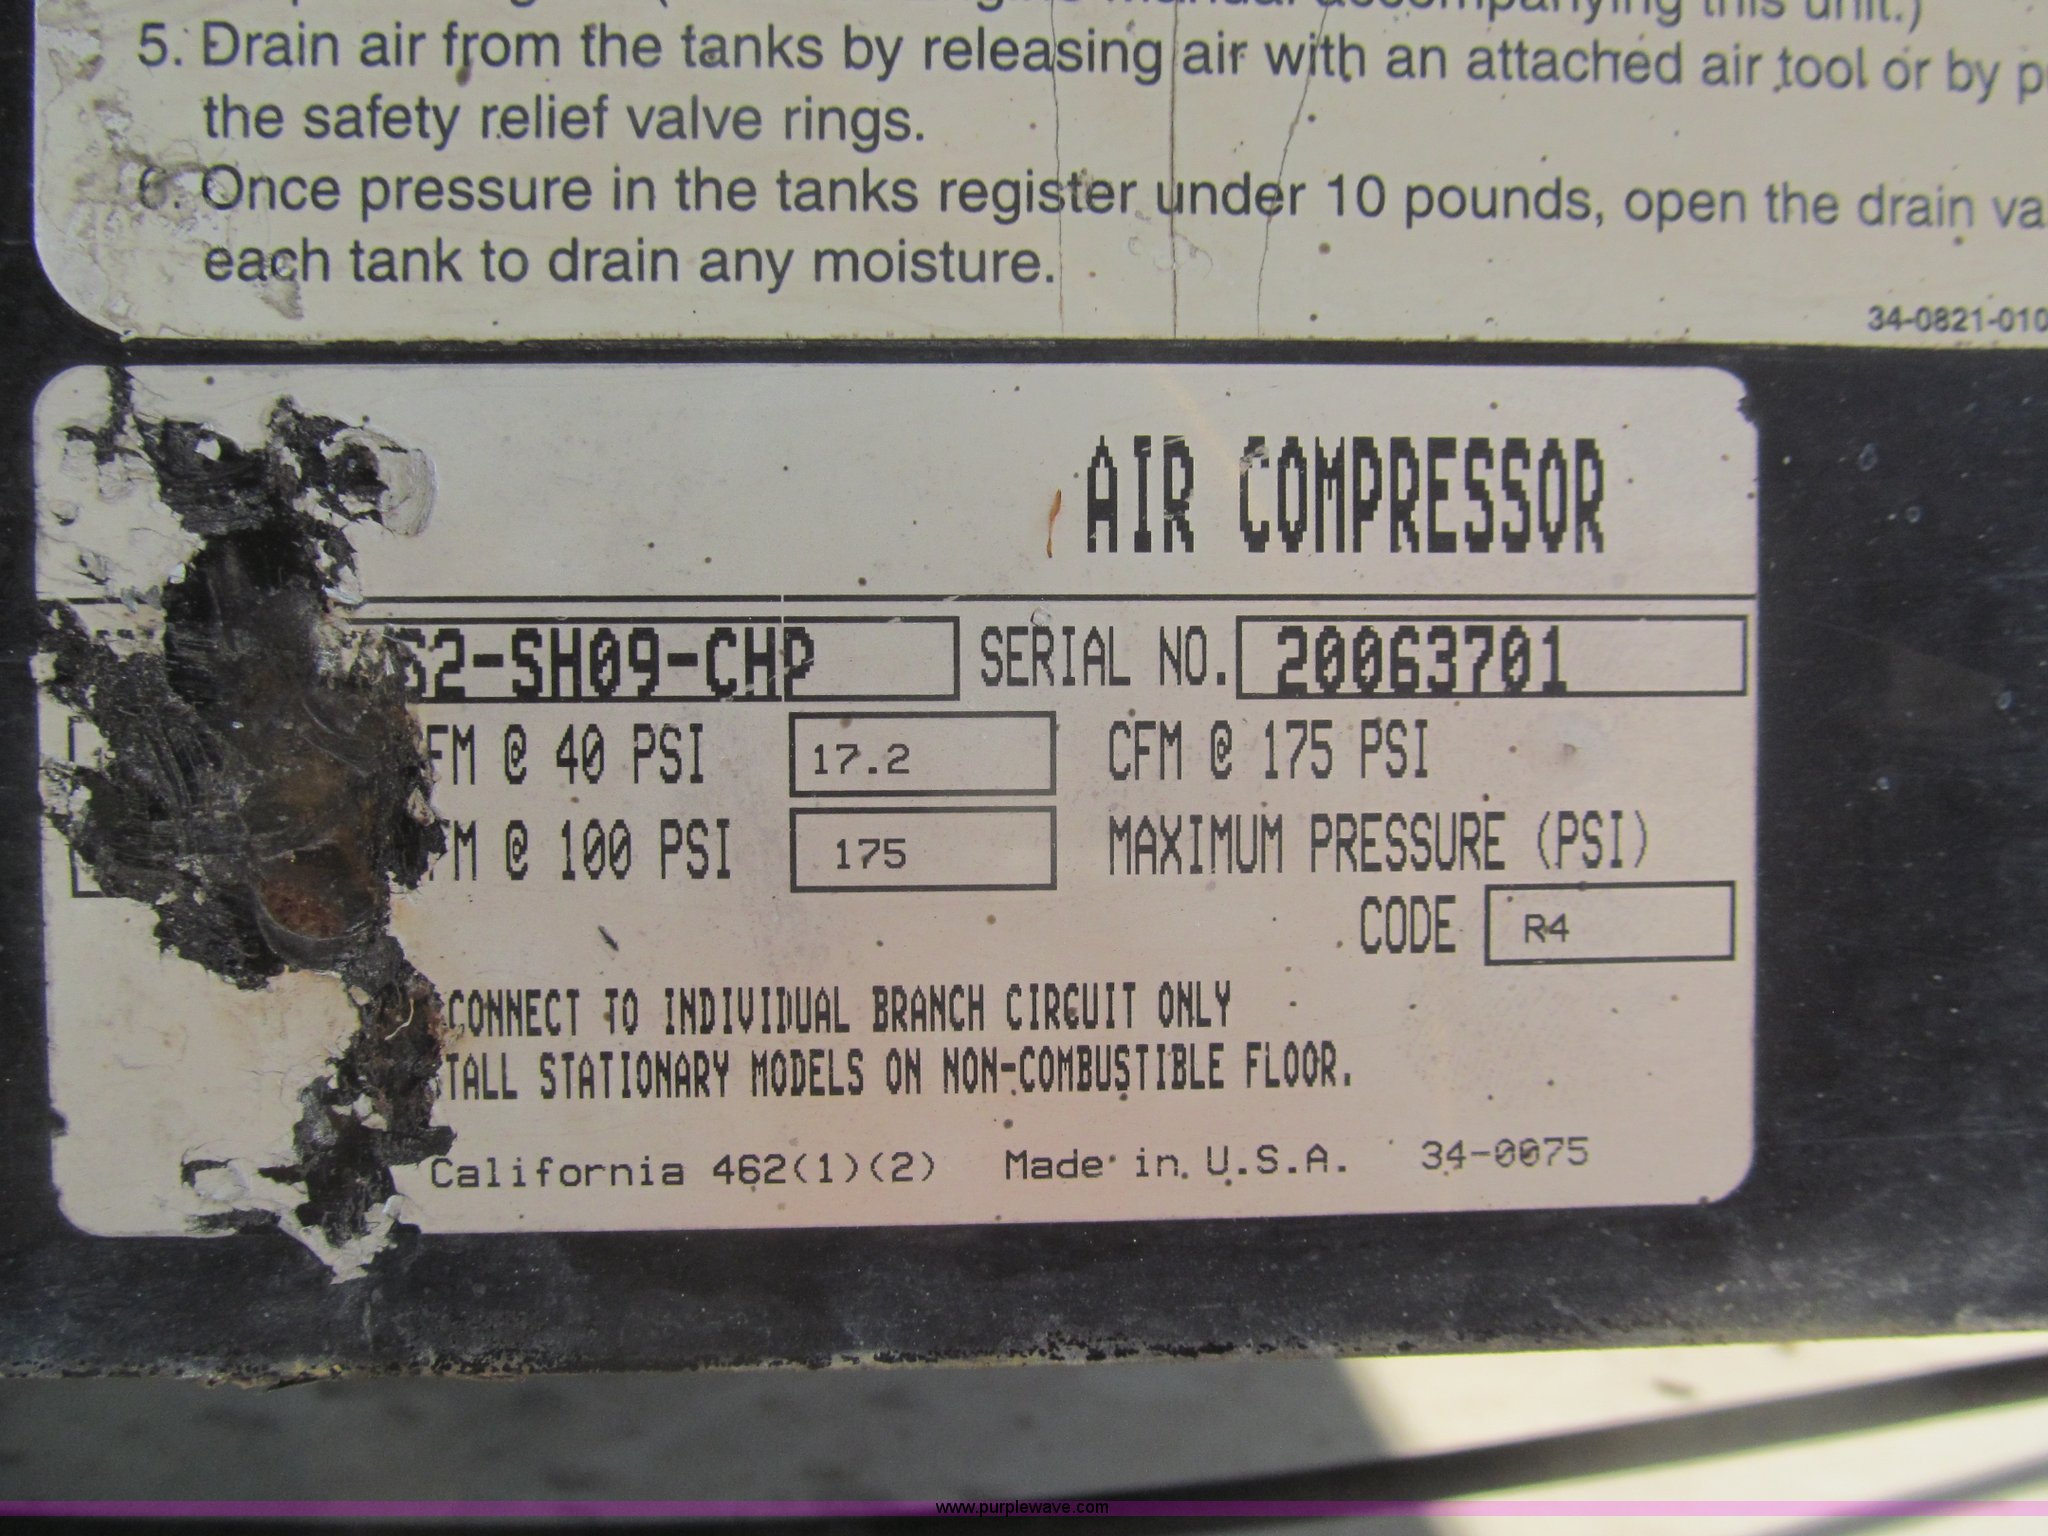 Manual accompanying this unit.)
5. Drain air from the tanks by releasing air with an attached air tool or by
the safety relief valve rings.
6. Once pressure in the tanks register under 10 pounds, open the drain
each tank to drain any moisture.
34-0821-010
AIR COMPRESSOR
62-SH09-CHP SERIAL NO. 20063701
FM @ 40 PSI 17.2 CFM @ 175 PSI
FM @ 100 PSI 175 MAXIMUM PRESSURE (PSI)
CODE R4
CONNECT TO INDIVIDUAL BRANCH CIRCUIT ONLY
TALL STATIONARY MODELS ON NON-COMBUSTIBLE FLOOR.
California 462(1)(2) Made in U.S.A. 34-0075
www.purplewave.com